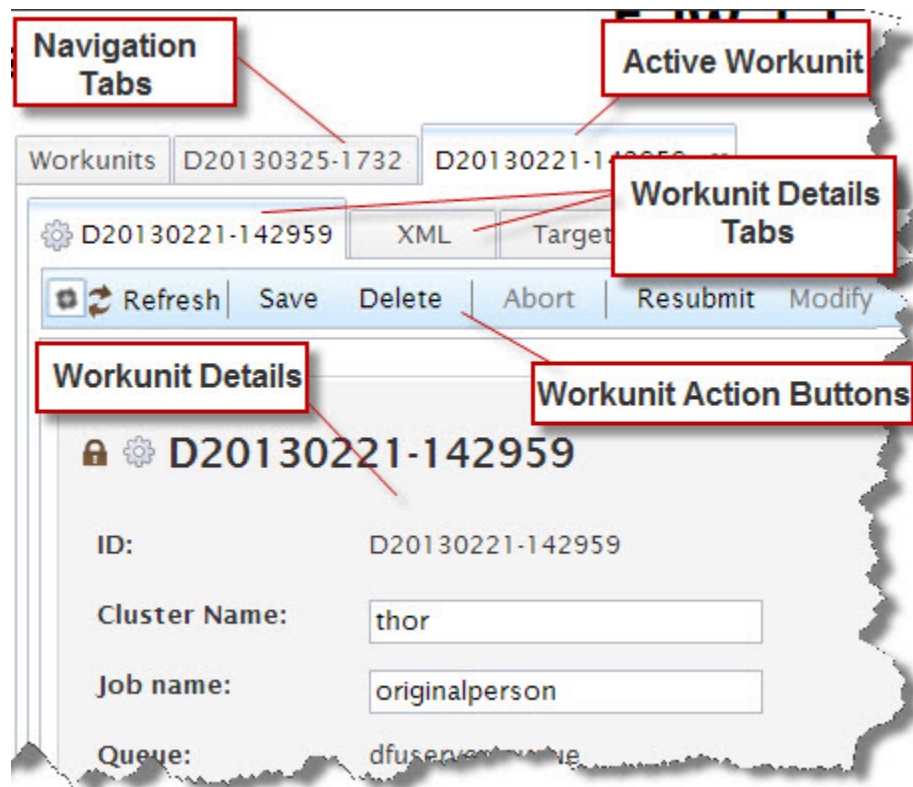 Navigation
Tabs
Active Workunit
Workunits D20130325-1732
Workunit Details
Tabs
D20130221-142959 XML Target
Refresh Save Delete Abort Resubmit Modify
Workunit Details
Workunit Action Buttons
D20130221-142959
ID: D20130221-142959
Cluster Name: thor
Job name: originalperson
Queue: